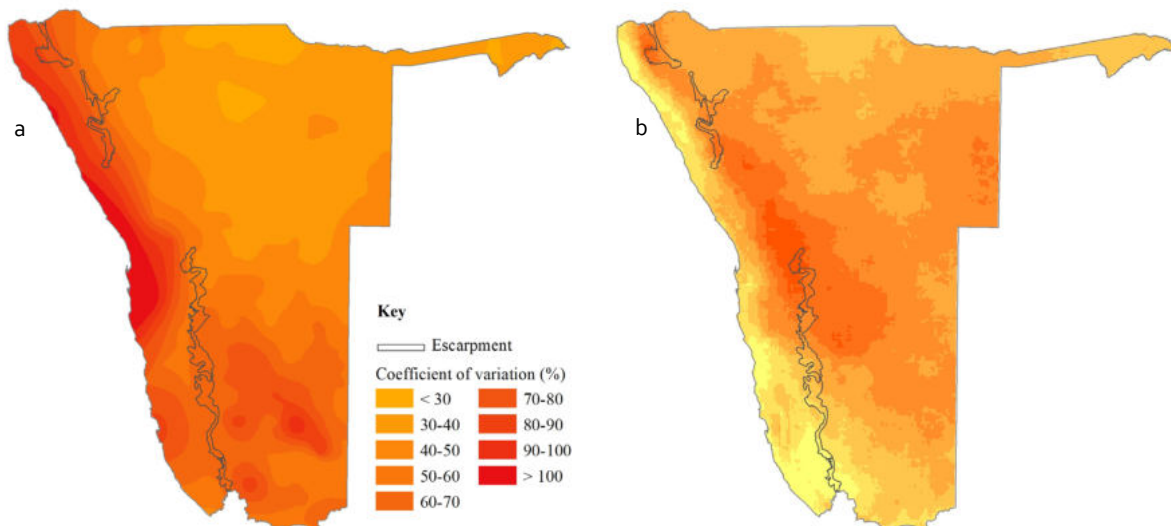 a
b
Key
Escarpment
Coefficient of variation (%)
< 30
30-40
40-50
50-60
60-70
70-80
80-90
90-100
> 100